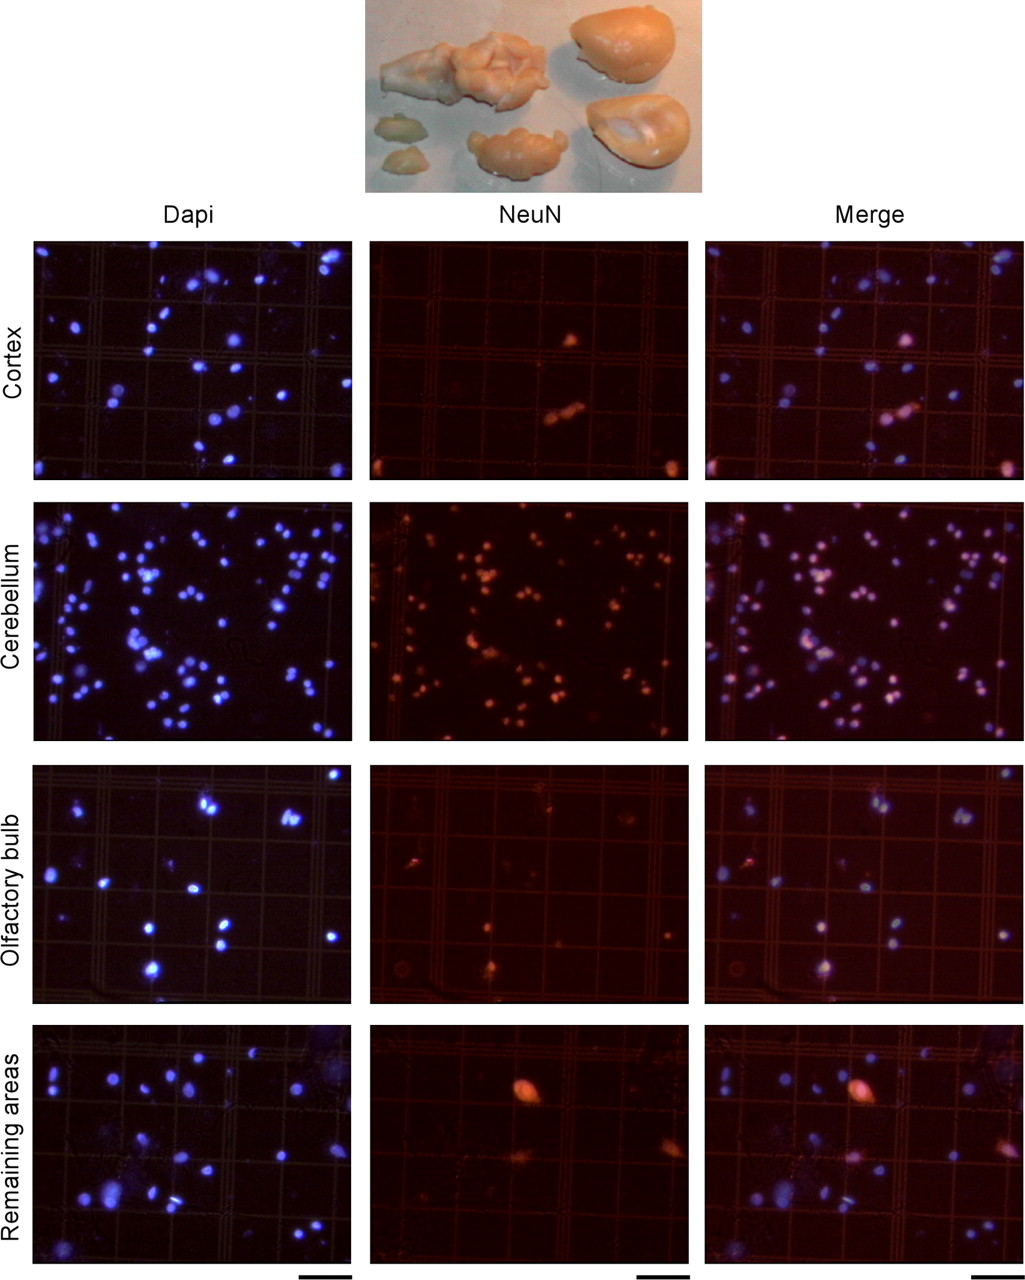 Dapi NeuN Merge
Cortex
Cerebellum
Olfactory bulb
Remaining areas